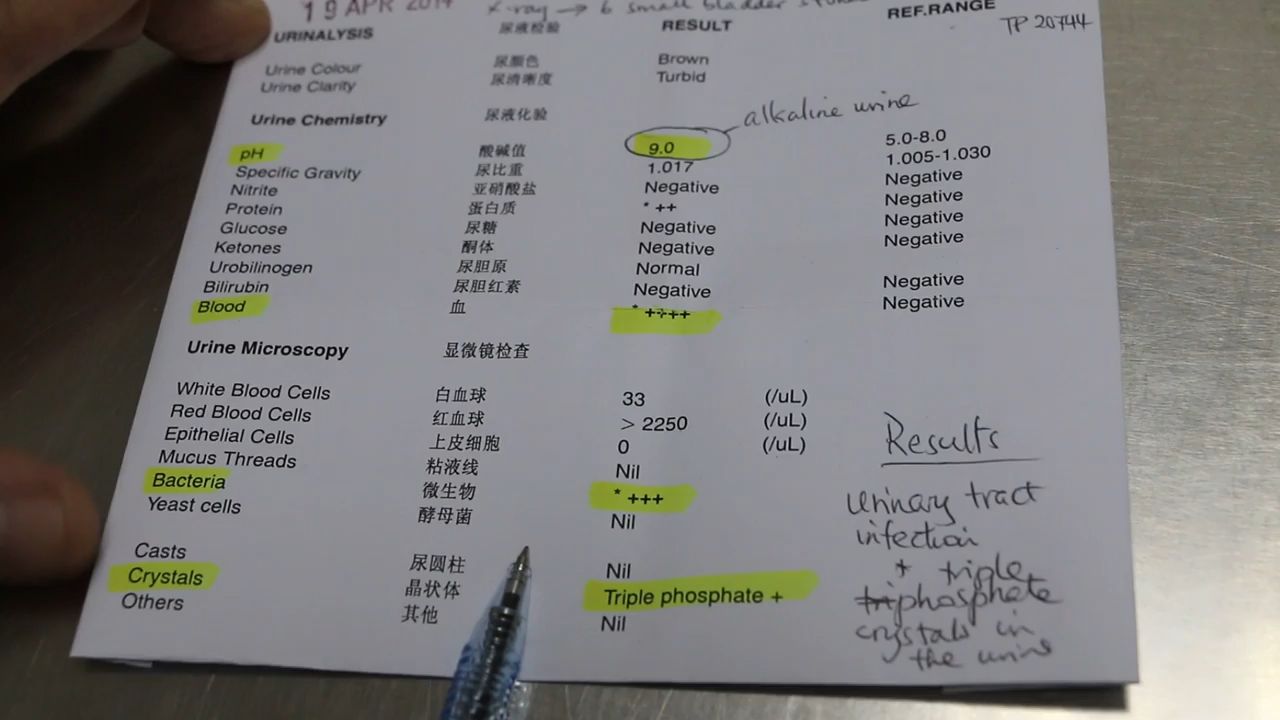 19 APR 2014 X-ray → 6 small bladder stones
URINALYSIS 尿液检验 RESULT REF.RANGE TP 20744
Urine Colour 尿颜色 Brown
Urine Clarity 尿清晰度 Turbid
Urine Chemistry 尿液化验 alkaline urine
pH 酸碱值 9.0 5.0-8.0
Specific Gravity 尿比重 1.017 1.005-1.030
Nitrite 亚硝酸盐 Negative Negative
Protein 蛋白质 * ++ Negative
Glucose 尿糖 Negative Negative
Ketones 酮体 Negative Negative
Urobilinogen 尿胆原 Normal
Bilirubin 尿胆红素 Negative Negative
Blood 血 * ++++ Negative
Urine Microscopy 显微镜检查
White Blood Cells 白血球 33 (/uL)
Red Blood Cells 红血球 > 2250 (/uL)
Epithelial Cells 上皮细胞 0 (/uL)
Mucus Threads 粘液线 Nil
Bacteria 微生物 * +++
Yeast cells 酵母菌 Nil
Casts 尿圆柱 Nil
Crystals 晶状体 Triple phosphate +
Others 其他 Nil
Results
urinary tract
infection
+ triple
phosphate
crystals in
the urine